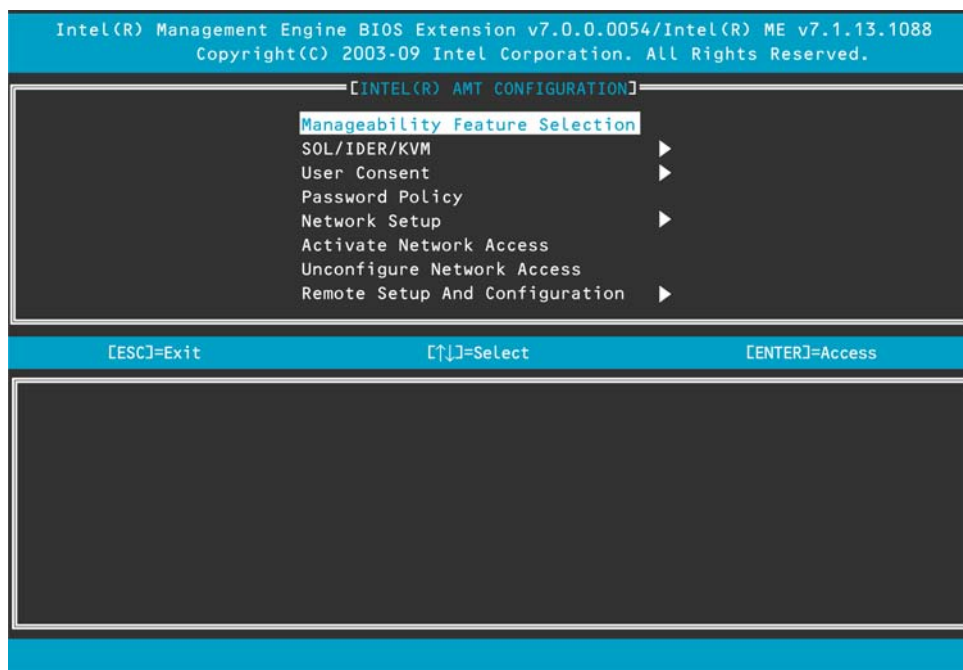 Intel(R) Management Engine BIOS Extension v7.0.0.0054/Intel(R) ME v7.1.13.1088
Copyright(C) 2003-09 Intel Corporation. All Rights Reserved.
[INTEL(R) AMT CONFIGURATION]
Manageability Feature Selection
SOL/IDER/KVM
User Consent
Password Policy
Network Setup
Activate Network Access
Unconfigure Network Access
Remote Setup And Configuration
[ESC]=Exit [↑↓]=Select [ENTER]=Access